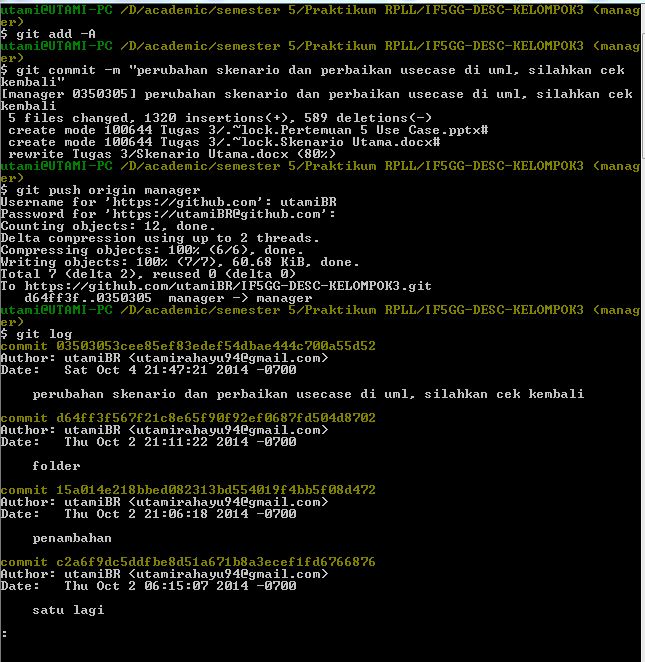 utami@UTAMI-PC /D/academic/semester 5/Praktikum RPLL/IF5GG-DESC-KELOMPOK3 (manag
er)
$ git add -A
utami@UTAMI-PC /D/academic/semester 5/Praktikum RPLL/IF5GG-DESC-KELOMPOK3 (manag
er)
$ git commit -m "perubahan skenario dan perbaikan usecase di uml, silahkan cek
kembali"
[manager 0350305] perubahan skenario dan perbaikan usecase di uml, silahkan cek
kembali
 5 files changed, 1320 insertions(+), 589 deletions(-)
 create mode 100644 Tugas 3/.~lock.Pertemuan 5 Use Case.pptx#
 create mode 100644 Tugas 3/.~lock.Skenario Utama.docx#
 rewrite Tugas 3/Skenario Utama.docx (80%)
utami@UTAMI-PC /D/academic/semester 5/Praktikum RPLL/IF5GG-DESC-KELOMPOK3 (manag
er)
$ git push origin manager
Username for 'https://github.com': utamiBR
Password for 'https://utamiBR@github.com':
Counting objects: 12, done.
Delta compression using up to 2 threads.
Compressing objects: 100% (6/6), done.
Writing objects: 100% (7/7), 60.68 KiB, done.
Total 7 (delta 2), reused 0 (delta 0)
To https://github.com/utamiBR/IF5GG-DESC-KELOMPOK3.git
   d64ff3f..0350305  manager -> manager
utami@UTAMI-PC /D/academic/semester 5/Praktikum RPLL/IF5GG-DESC-KELOMPOK3 (manag
er)
$ git log
commit 03503053cee85ef83edef54dbae444c700a55d52
Author: utamiBR <utamirahayu94@gmail.com>
Date:   Sat Oct 4 21:47:21 2014 -0700
    perubahan skenario dan perbaikan usecase di uml, silahkan cek kembali
commit d64ff3f567f21c8e65f90f92ef0687fd504d8702
Author: utamiBR <utamirahayu94@gmail.com>
Date:   Thu Oct 2 21:11:22 2014 -0700
    folder
commit 15a014e218bbed082313bd554019f4bb5f08d472
Author: utamiBR <utamirahayu94@gmail.com>
Date:   Thu Oct 2 21:06:18 2014 -0700
    penambahan
commit c2a6f9dc5ddfbe8d51a671b8a3ecef1fd6766876
Author: utamiBR <utamirahayu94@gmail.com>
Date:   Thu Oct 2 06:15:07 2014 -0700
    satu lagi
: